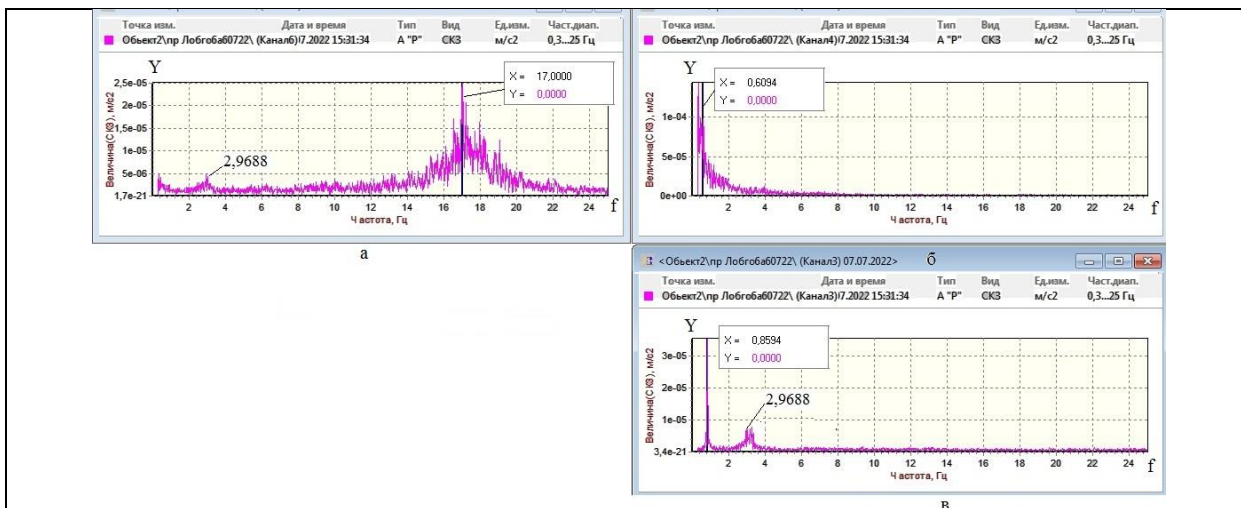 Точка изм. Дата и время Тип Вид Ед.изм. Част.диап.
Обьект2\пр Лобгоба60722\ (Канал6))7.2022 15:31:34 А "Р" СКЗ м/с2 0,3...25 Гц
Y
X = 17,0000
Y = 0,0000
2,9688
Величина(СКЗ), м/с2
2,5e-05
2e-05
1,5e-05
1e-05
5e-06
1,7e-21
2 4 6 8 10 12 14 16 18 20 22 24 f
Частота, Гц
а
Точка изм. Дата и время Тип Вид Ед.изм. Част.диап.
Обьект2\пр Лобгоба60722\ (Канал4))7.2022 15:31:34 А "Р" СКЗ м/с2 0,3...25 Гц
Y
X = 0,6094
Y = 0,0000
Величина(СКЗ), м/с2
1e-04
5e-05
0e+00
2 4 6 8 10 12 14 16 18 20 22 24 f
Частота, Гц
<Обьект2\пр Лобгоба60722\ (Канал3) 07.07.2022> б
Точка изм. Дата и время Тип Вид Ед.изм. Част.диап.
Обьект2\пр Лобгоба60722\ (Канал3))7.2022 15:31:34 А "Р" СКЗ м/с2 0,3...25 Гц
Y
X = 0,8594
Y = 0,0000
2,9688
Величина(СКЗ), м/с2
3e-05
2e-05
1e-05
3,4e-21
2 4 6 8 10 12 14 16 18 20 22 24 f
Частота, Гц
в